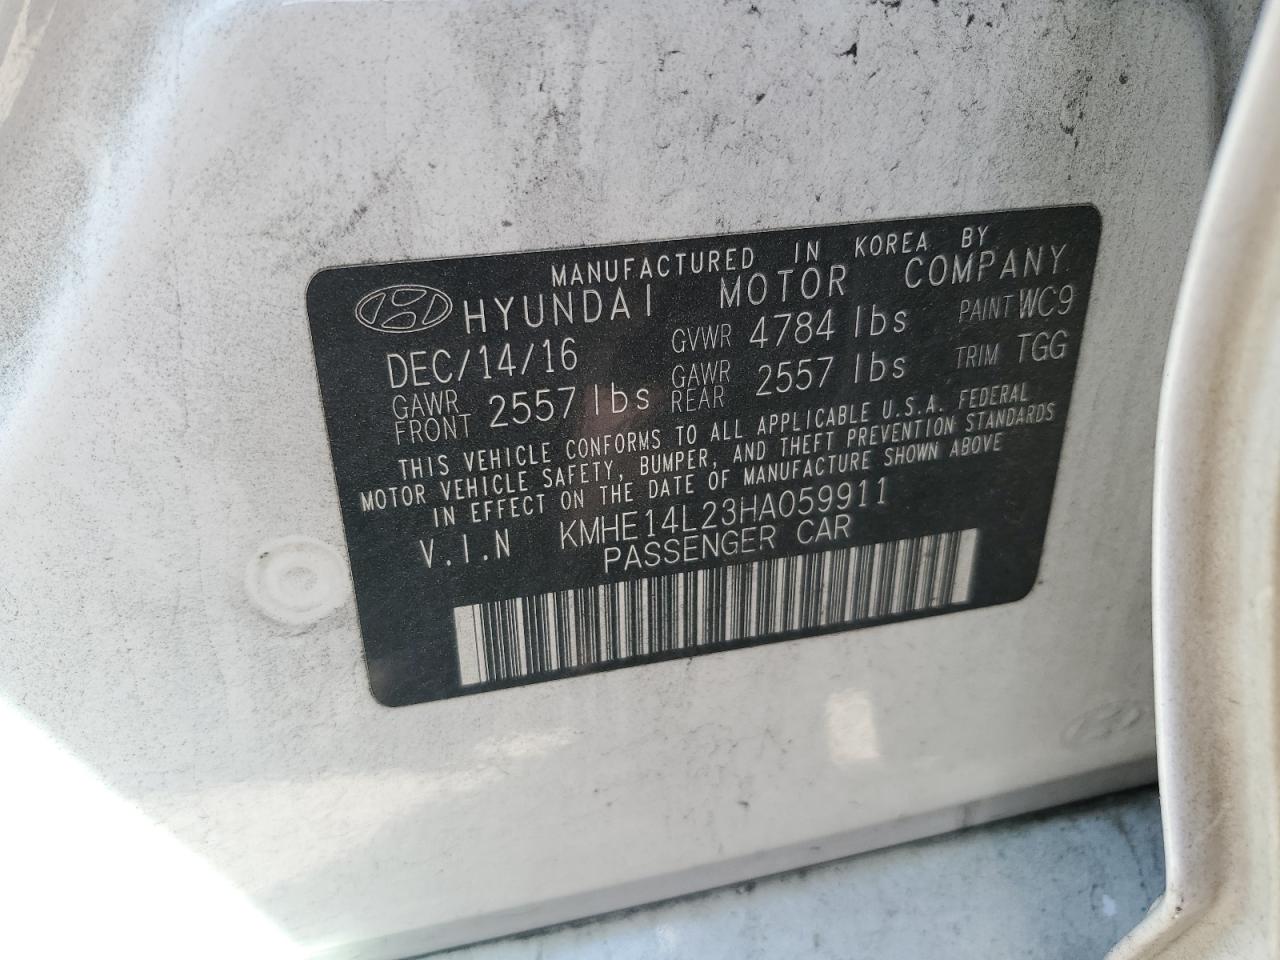 MANUFACTURED IN KOREA BY
HYUNDAI MOTOR COMPANY
DEC/14/16 GVWR 4784 lbs PAINT WC9
GAWR FRONT 2557 lbs GAWR REAR 2557 lbs TRIM TGG
THIS VEHICLE CONFORMS TO ALL APPLICABLE U.S.A. FEDERAL
MOTOR VEHICLE SAFETY, BUMPER, AND THEFT PREVENTION STANDARDS
IN EFFECT ON THE DATE OF MANUFACTURE SHOWN ABOVE
V.I.N KMHE14L23HA059911
PASSENGER CAR